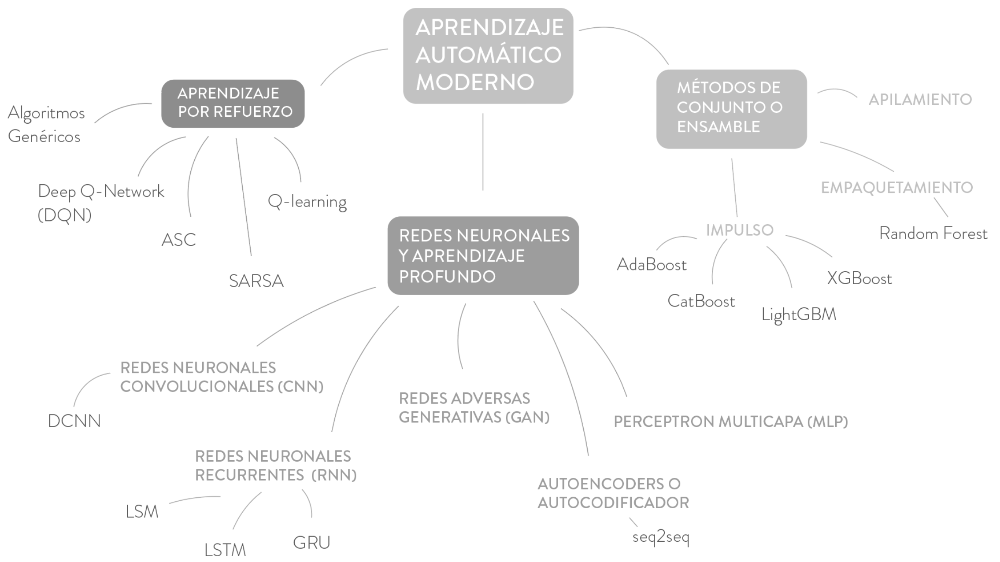 APRENDIZAJE
AUTOMÁTICO
MODERNO
APRENDIZAJE
POR REFUERZO
Algoritmos
Genéricos
Deep Q-Network
(DQN)
ASC
SARSA
Q-learning
MÉTODOS DE
CONJUNTO O
ENSAMBLE
APILAMIENTO
EMPAQUETAMIENTO
Random Forest
IMPULSO
AdaBoost
CatBoost
LightGBM
XGBoost
REDES NEURONALES
Y APRENDIZAJE
PROFUNDO
REDES NEURONALES
CONVOLUCIONALES (CNN)
DCNN
REDES NEURONALES
RECURRENTES (RNN)
LSM
LSTM
GRU
REDES ADVERSAS
GENERATIVAS (GAN)
AUTOENCODERS O
AUTOCODIFICADOR
seq2seq
PERCEPTRON MULTICAPA (MLP)